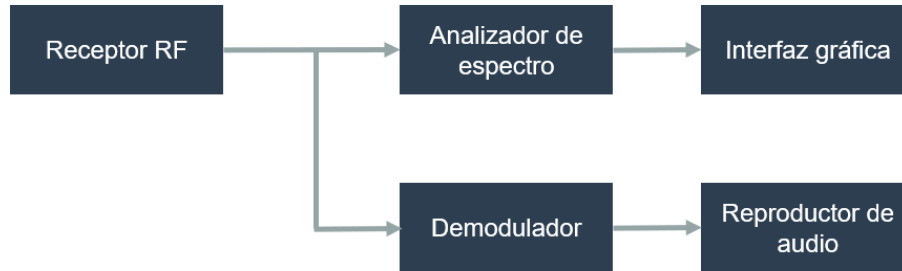 Receptor RF
Analizador de
espectro
Interfaz gráfica
Demodulador
Reproductor de
audio